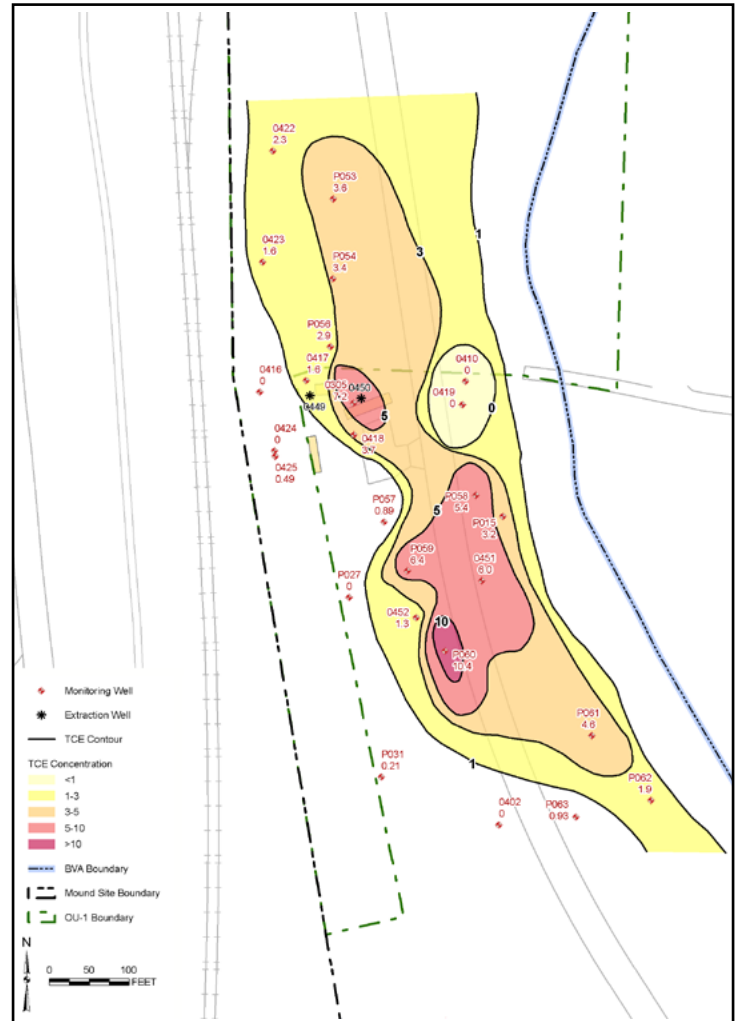 0422
2.3
P053
3.6
1
0423
1.6
3
P054
3.4
P056
2.9
0417
1.6
0416
0
0410
0
0305
7.2
0450
0449
0419
0
0
5
0418
3.7
0424
0
0425
0.49
P057
0.89
P058
5.4
5
P015
3.2
P059
6.4
0451
6.0
P027
0
0452
1.3
10
P060
10.4
P061
4.6
P031
0.21
1
P062
1.9
0402
0
P063
0.93
Monitoring Well
Extraction Well
TCE Contour
TCE Concentration
<1
1-3
3-5
5-10
>10
BVA Boundary
Mound Site Boundary
OU-1 Boundary
N
0 50 100
FEET